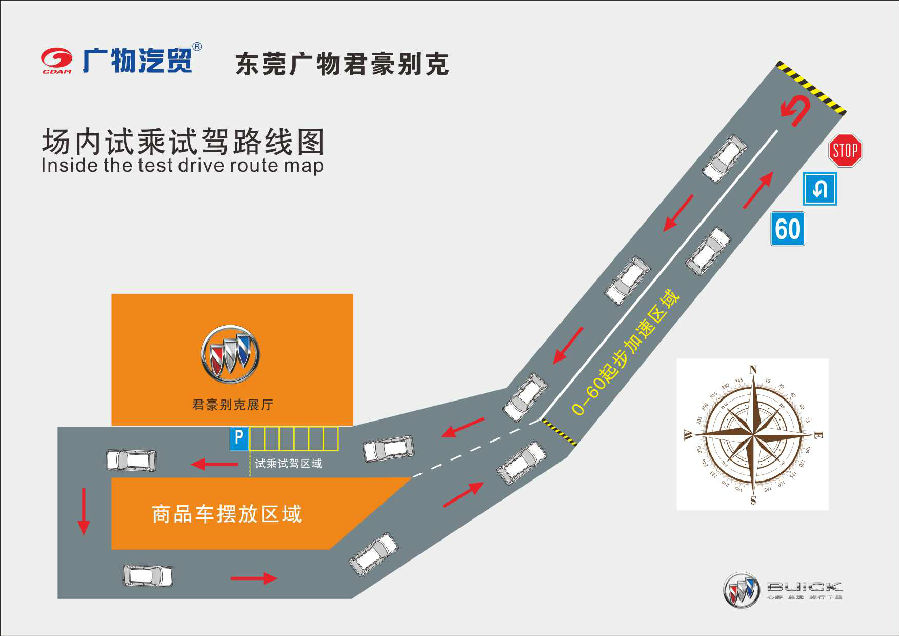 广物汽贸®
GDAM
东莞广物君豪别克
场内试乘试驾路线图
Inside the test drive route map
STOP
60
0-60起步加速区域
君豪别克展厅
P
试乘试驾区域
商品车摆放区域
N
W
E
S
BUICK